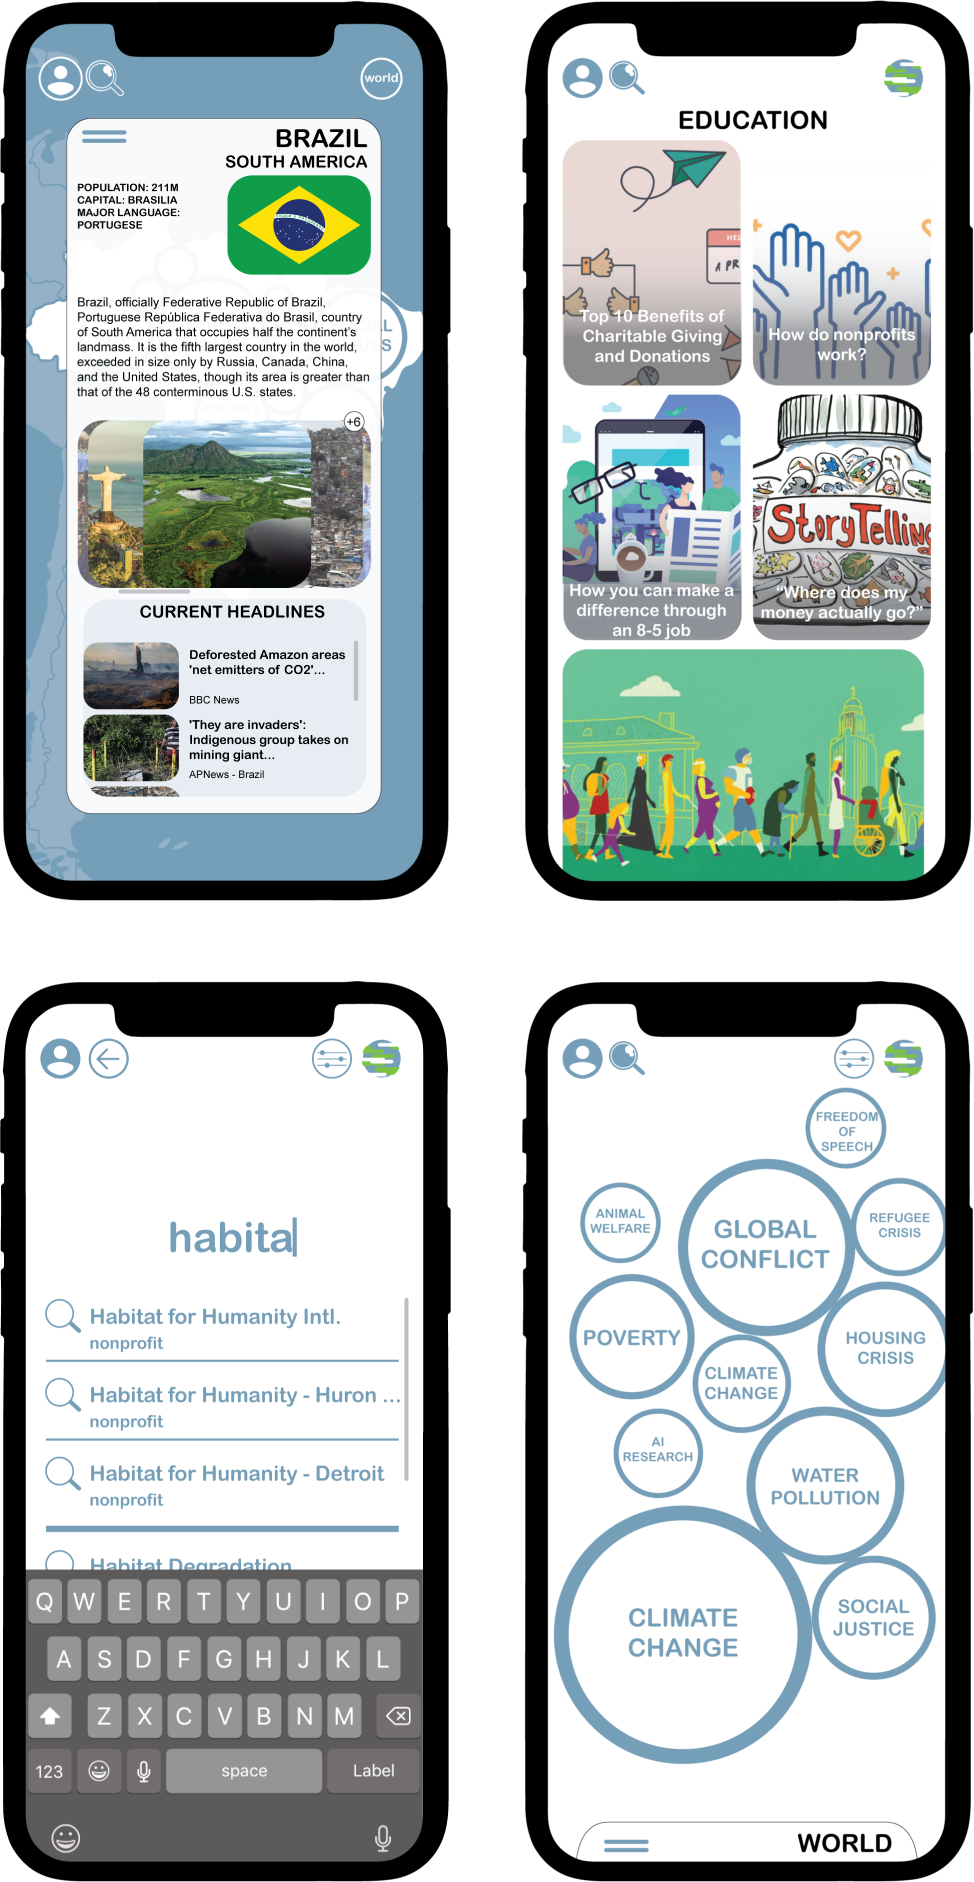 world
BRAZIL
SOUTH AMERICA
POPULATION: 211M
CAPITAL: BRASILIA
MAJOR LANGUAGE:
PORTUGESE
Brazil, officially Federative Republic of Brazil,
Portuguese República Federativa do Brasil, country
of South America that occupies half the continent's
landmass. It is the fifth largest country in the world,
exceeded in size only by Russia, Canada, China,
and the United States, though its area is greater than
that of the 48 conterminous U.S. states.
REFUGEE
+6
CURRENT HEADLINES
Deforested Amazon areas
'net emitters of CO2'...
BBC News
'They are invaders':
Indigenous group takes on
mining giant...
APNews - Brazil
EDUCATION
HEL
APR
Top 10 Benefits of
Charitable Giving
and Donations
How do nonprofits
work?
How you can make a
difference through
an 8-5 job
StoryTelling
"Where does my
money actually go?"
habita
Habitat for Humanity Intl.
nonprofit
Habitat for Humanity - Huron ...
nonprofit
Habitat for Humanity - Detroit
nonprofit
Habitat Degradation
Q W E R T Y U I O P
A S D F G H J K L
Z X C V B N M
123 space Label
FREEDOM
OF
SPEECH
ANIMAL
WELFARE
GLOBAL
CONFLICT
REFUGEE
CRISIS
POVERTY
HOUSING
CRISIS
CLIMATE
CHANGE
AI
RESEARCH
WATER
POLLUTION
CLIMATE
CHANGE
SOCIAL
JUSTICE
WORLD